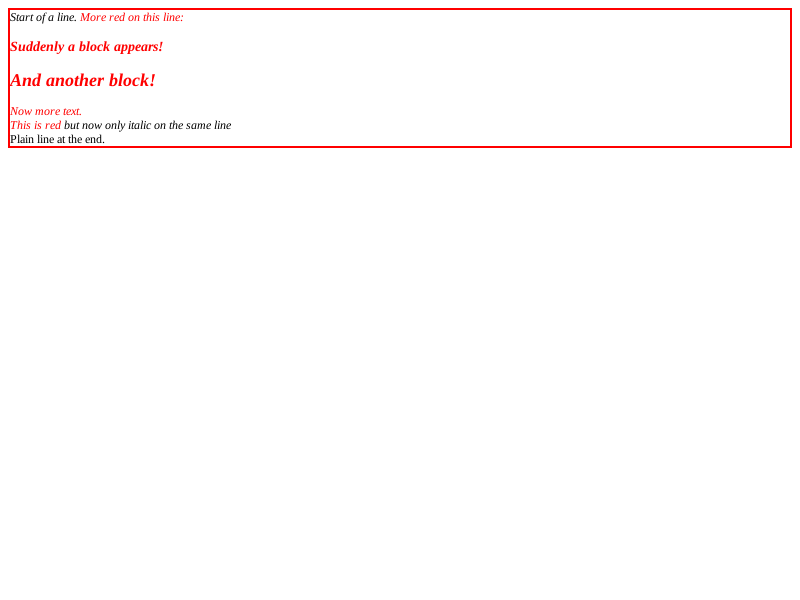 Start of a line. More red on this line:
Suddenly a block appears!
And another block!
Now more text.
This is red but now only italic on the same line
Plain line at the end.